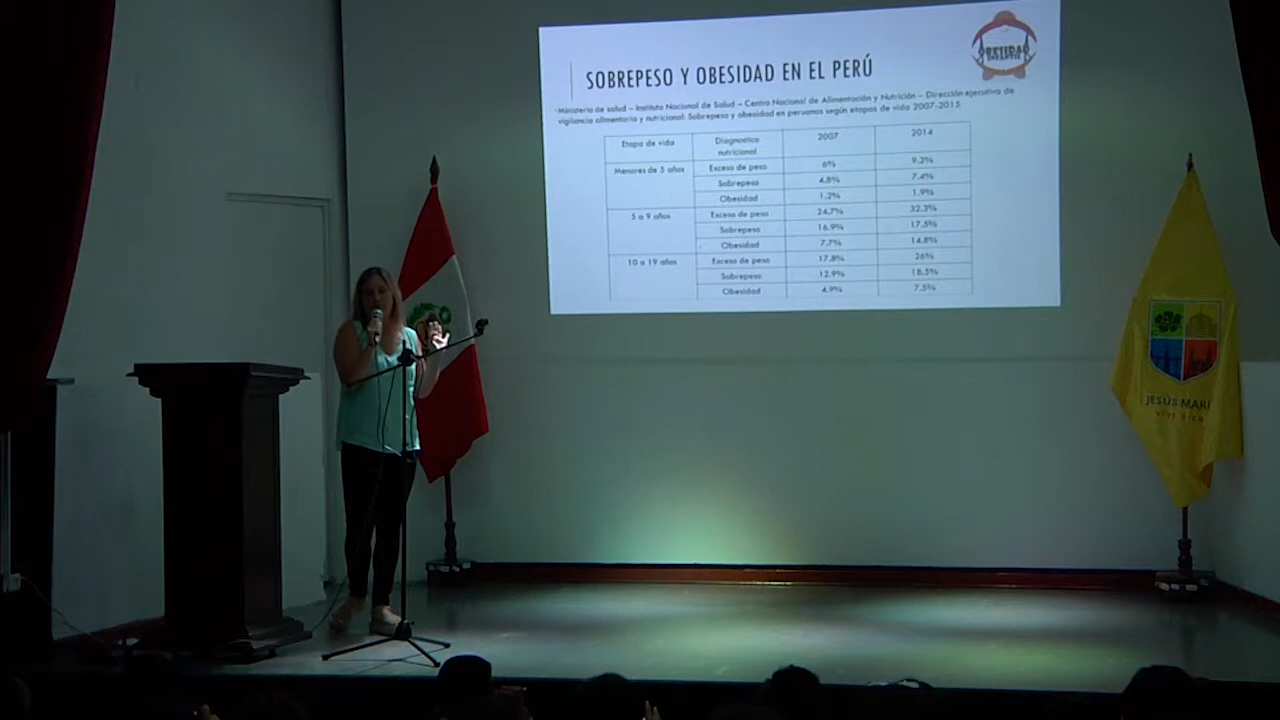 OBESIDAD
INFANTIL
SOBREPESO Y OBESIDAD EN EL PERÚ
Ministerio de salud – Instituto Nacional de Salud – Centro Nacional de Alimentación y Nutrición – Dirección ejecutiva de
vigilancia alimentaria y nutricional: Sobrepeso y obesidad en peruanos según etapas de vida 2007-2015
Etapa de vida Diagnostico nutricional 2007 2014
Menores de 5 años Exceso de peso 6% 9.3%
Sobrepeso 4.8% 7.4%
Obesidad 1.2% 1.9%
5 a 9 años Exceso de peso 24.7% 32.3%
Sobrepeso 16.9% 17.5%
Obesidad 7.7% 14.8%
10 a 19 años Exceso de peso 17.8% 26%
Sobrepeso 12.9% 18.5%
Obesidad 4.9% 7.5%
JESÚS MARI